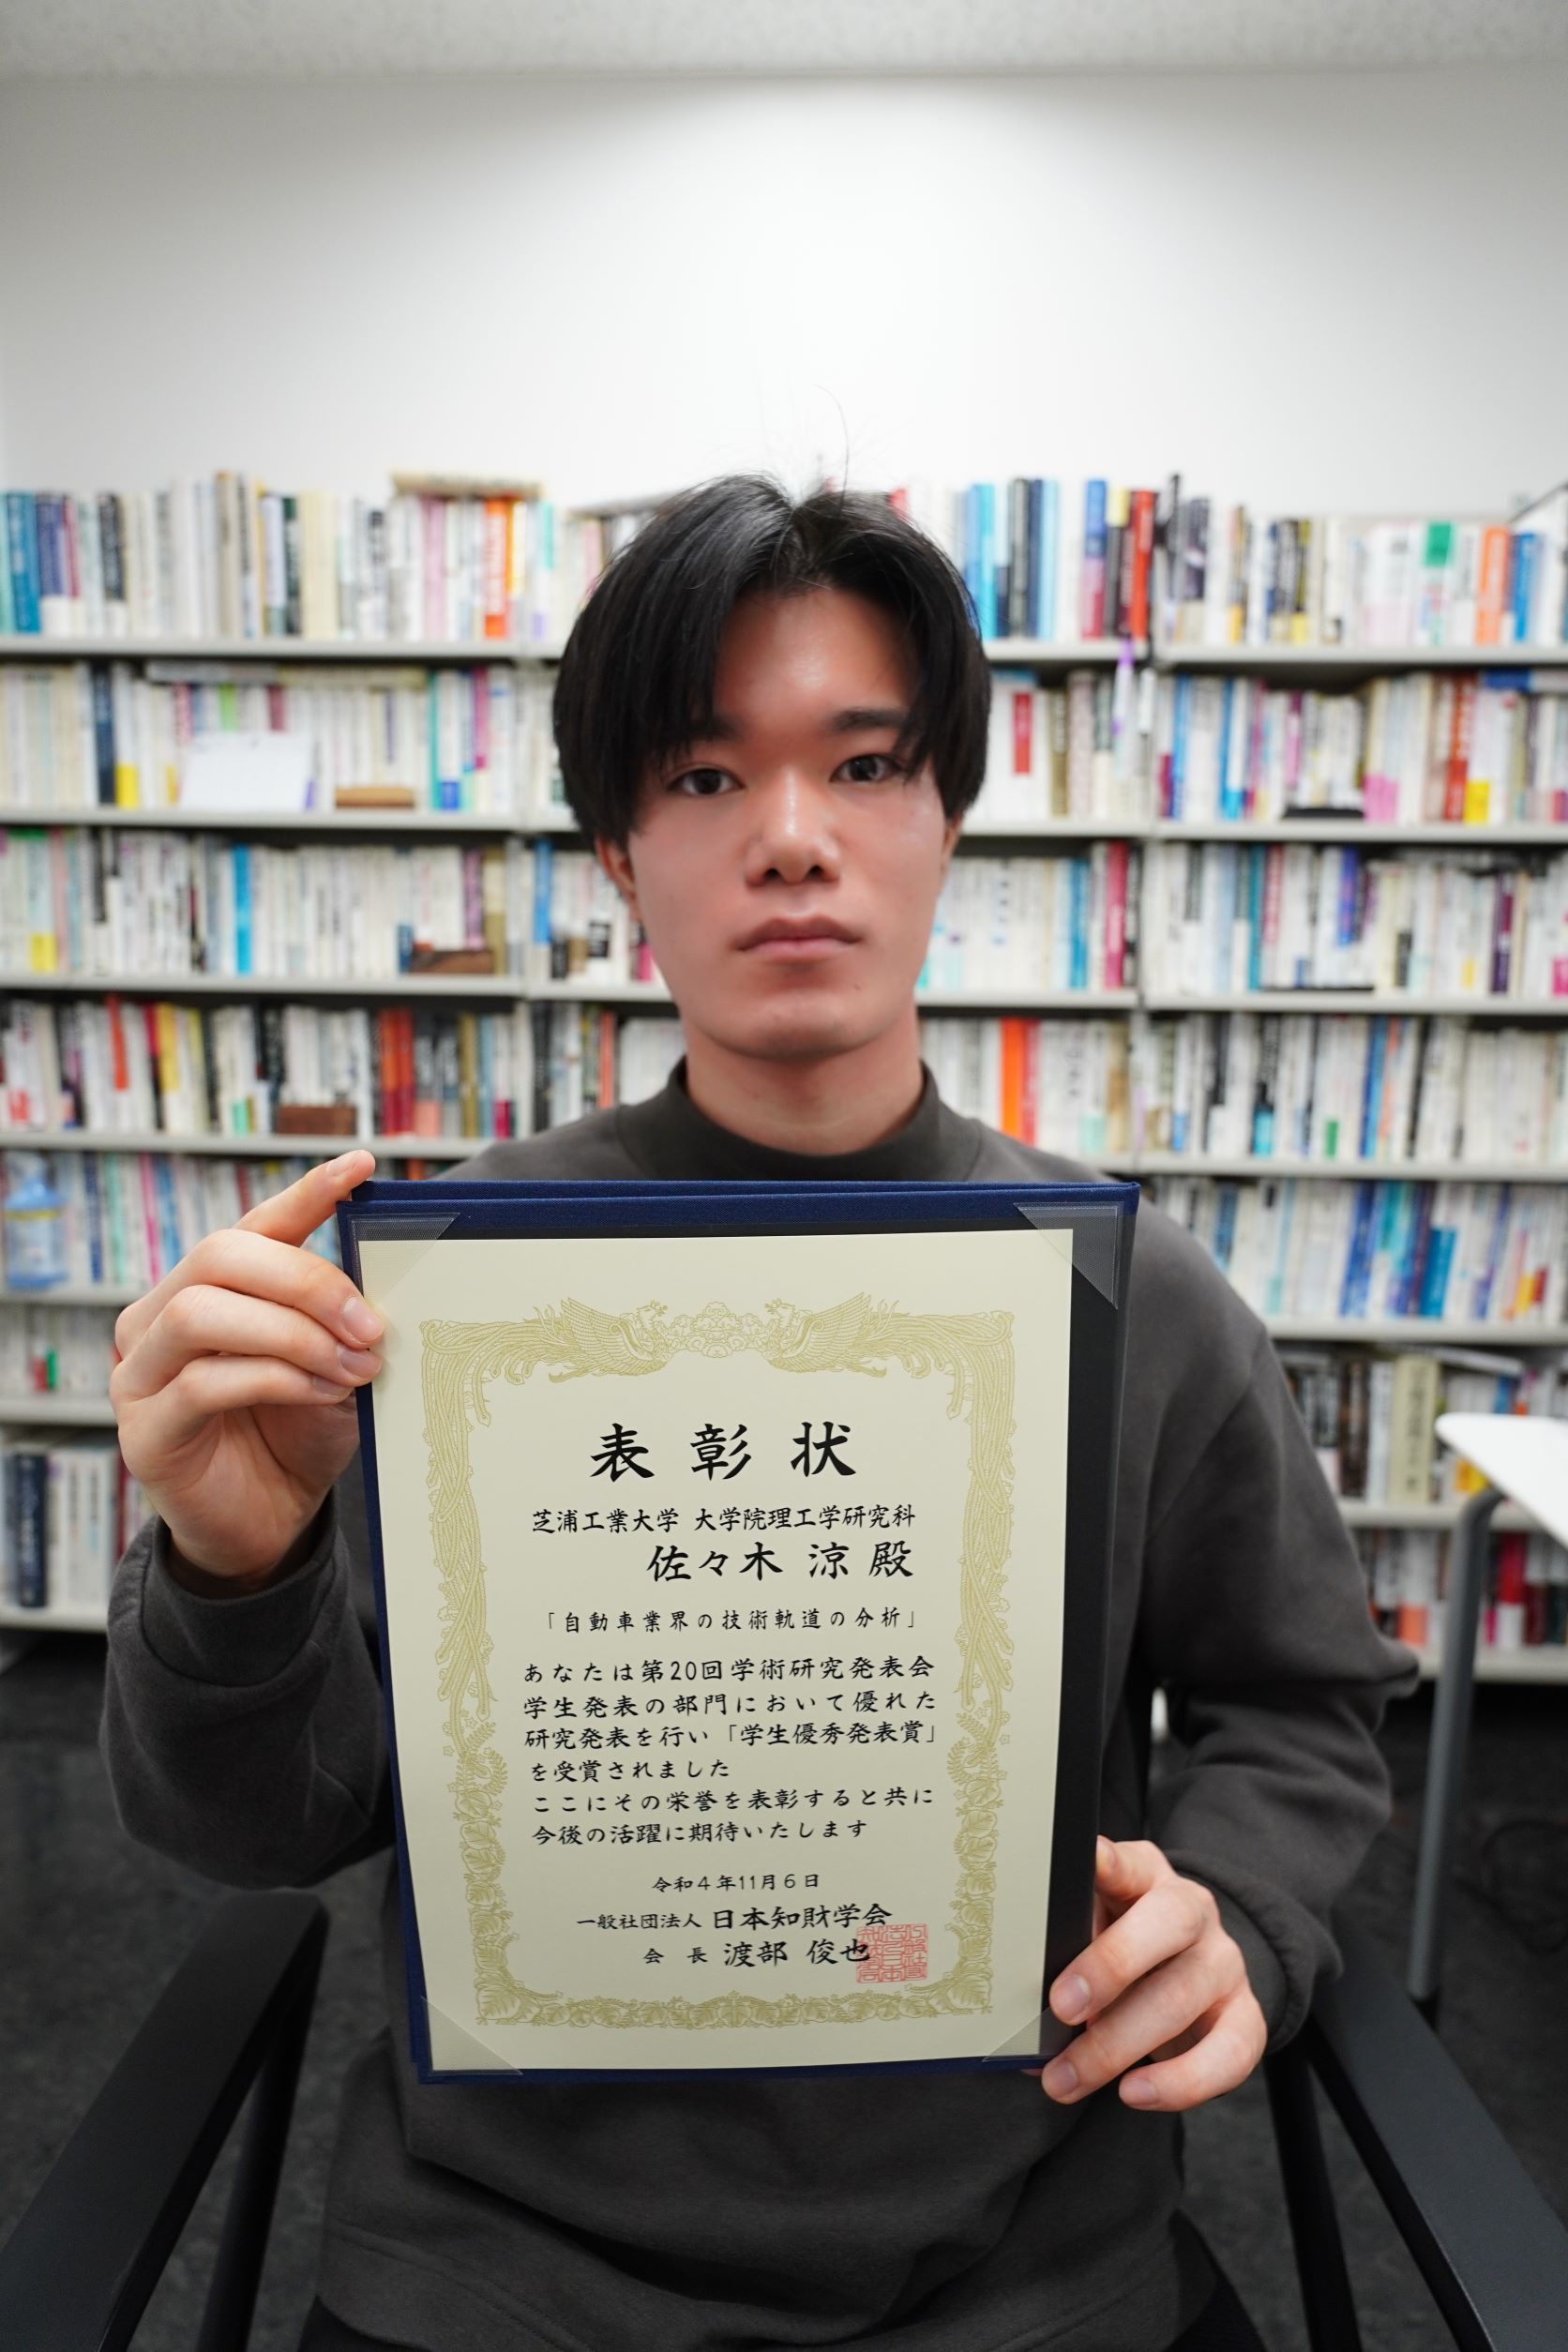 表彰状
芝浦工業大学 大学院理工学研究科
佐々木 涼 殿
「自動車業界の技術軌道の分析」
あなたは第20回学術研究発表会
学生発表の部門において優れた
研究発表を行い「学生優秀発表賞」
を受賞されました
ここにその栄誉を表彰すると共に
今後の活躍に期待いたします
令和4年11月6日
一般社団法人 日本知財学会
会 長 渡部 俊也